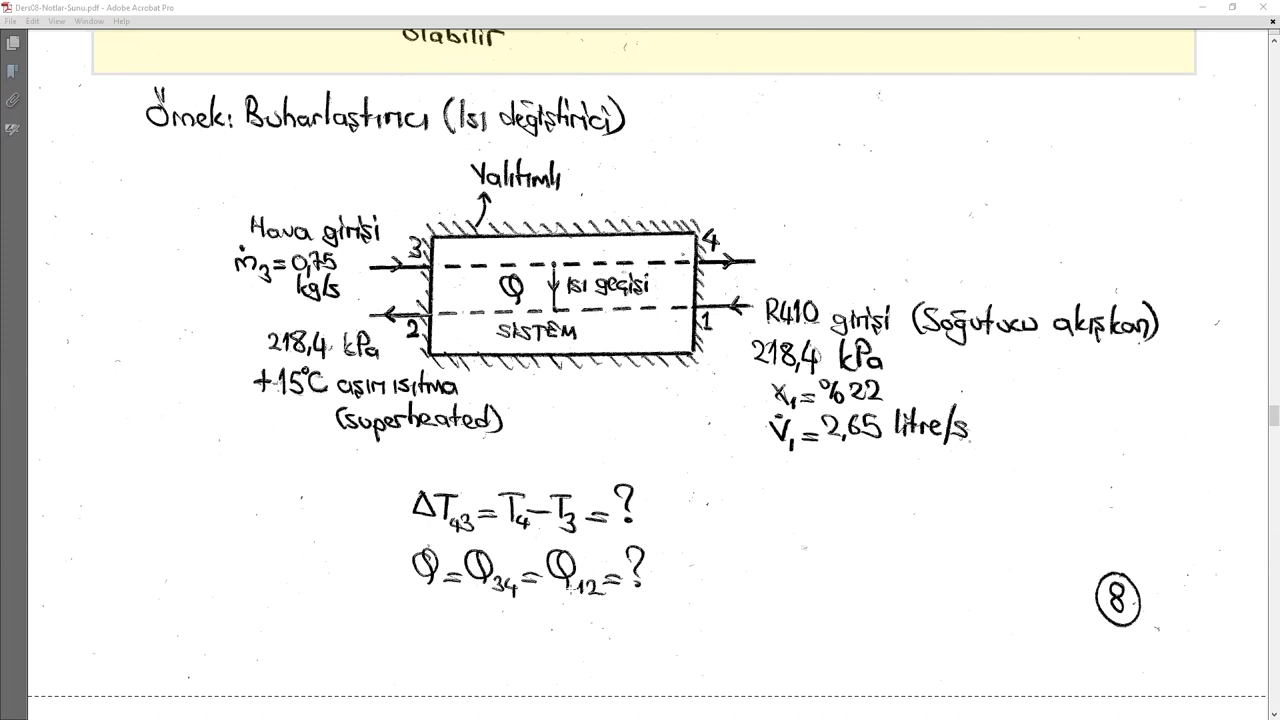 Ders08-Notlar-Sunu.pdf - Adobe Acrobat Pro
File Edit View Window Help
olabilir
Örnek: Buharlaştırıcı (Isı değiştirici)
Yalıtımlı
Hava girişi
ṁ₃ = 0,75
kg/s
3
4
Q Isı geçişi
2
SİSTEM
1
218,4 kPa
+15°C aşırı ısıtma
(superheated)
R410 girişi (Soğutucu akışkan)
218,4 kPa
x₁ = %22
V̇₁ = 2,65 litre/s
ΔT₄₃ = T₄ - T₃ = ?
Q = Q₃₄ = Q₁₂ = ?
8